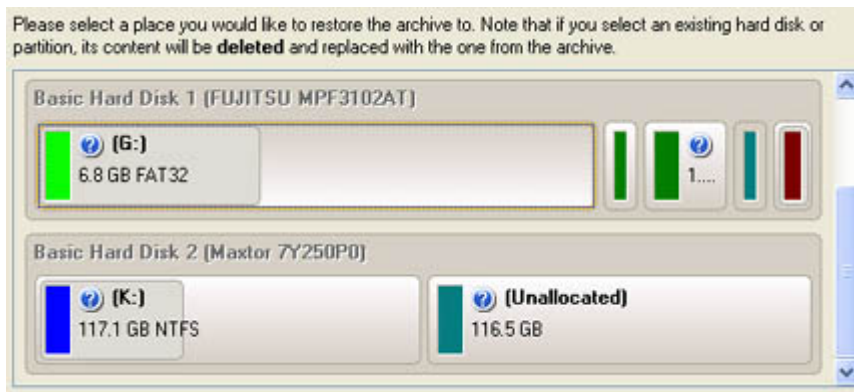 Please select a place you would like to restore the archive to. Note that if you select an existing hard disk or
partition, its content will be deleted and replaced with the one from the archive.
Basic Hard Disk 1 (FUJITSU MPF3102AT)
(G:)
6.8 GB FAT32
1....
Basic Hard Disk 2 (Maxtor 7Y250P0)
(K:)
117.1 GB NTFS
(Unallocated)
116.5 GB